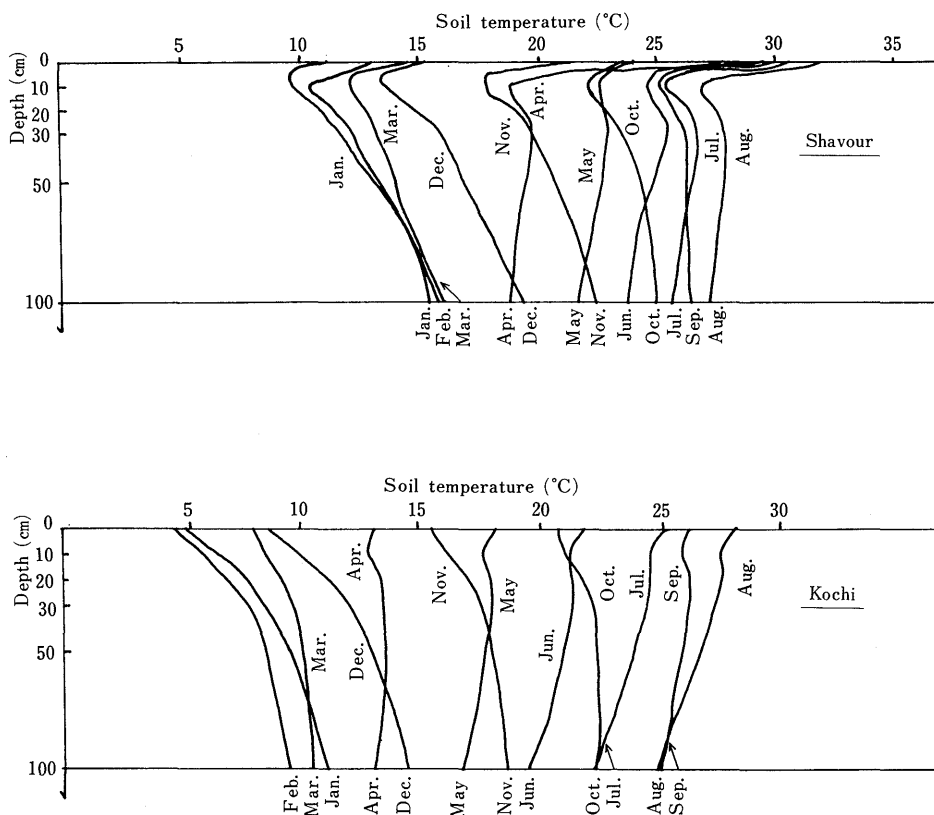 Soil temperature (°C)
5 10 15 20 25 30 35
Depth (cm)
0
10
20
30
50
100
Jan.
Mar.
Dec.
Nov.
Apr.
May
Oct.
Jul.
Aug.
Shavour
Jan.
Feb.
Mar.
Apr.
Dec.
May
Nov.
Jun.
Oct.
Jul.
Sep.
Aug.
Soil temperature (°C)
5 10 15 20 25 30
Depth (cm)
0
10
20
30
50
100
Mar.
Dec.
Apr.
Nov.
May
Jun.
Oct.
Jul.
Sep.
Aug.
Kochi
Feb.
Mar.
Jan.
Apr.
Dec.
May
Nov.
Jun.
Oct.
Jul.
Aug.
Sep.